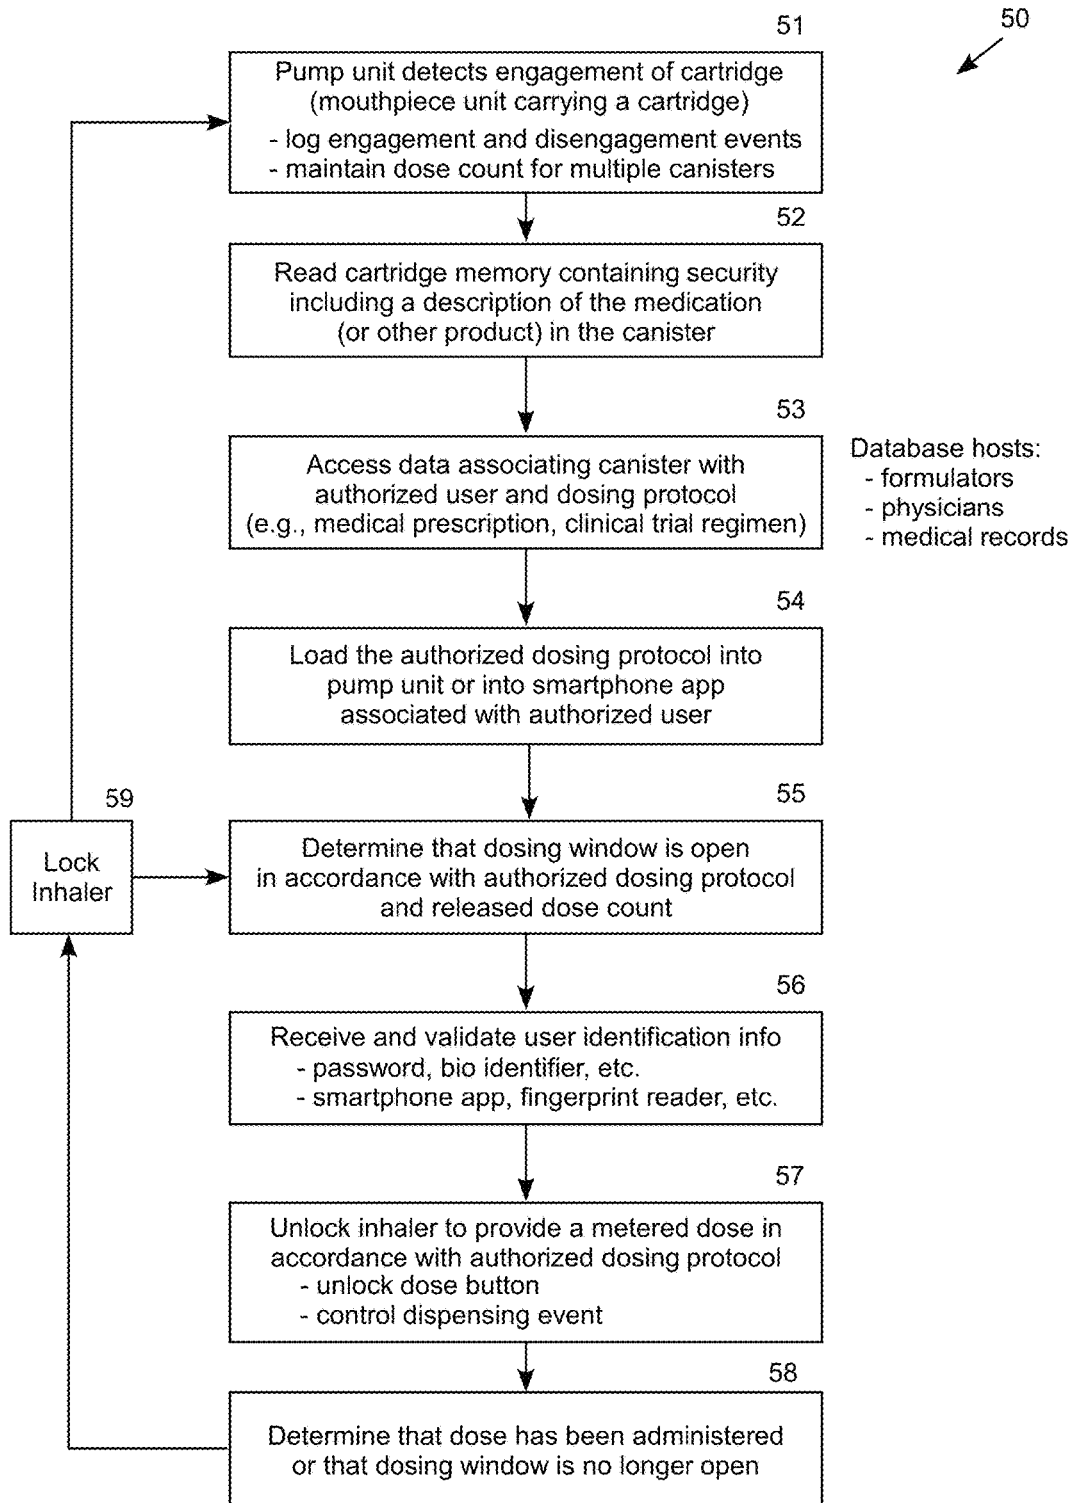 50
51
Pump unit detects engagement of cartridge
(mouthpiece unit carrying a cartridge)
- log engagement and disengagement events
- maintain dose count for multiple canisters
52
Read cartridge memory containing security
including a description of the medication
(or other product) in the canister
53
Access data associating canister with
authorized user and dosing protocol
(e.g., medical prescription, clinical trial regimen)
Database hosts:
- formulators
- physicians
- medical records
54
Load the authorized dosing protocol into
pump unit or into smartphone app
associated with authorized user
55
Determine that dosing window is open
in accordance with authorized dosing protocol
and released dose count
59
Lock
Inhaler
56
Receive and validate user identification info
- password, bio identifier, etc.
- smartphone app, fingerprint reader, etc.
57
Unlock inhaler to provide a metered dose in
accordance with authorized dosing protocol
- unlock dose button
- control dispensing event
58
Determine that dose has been administered
or that dosing window is no longer open